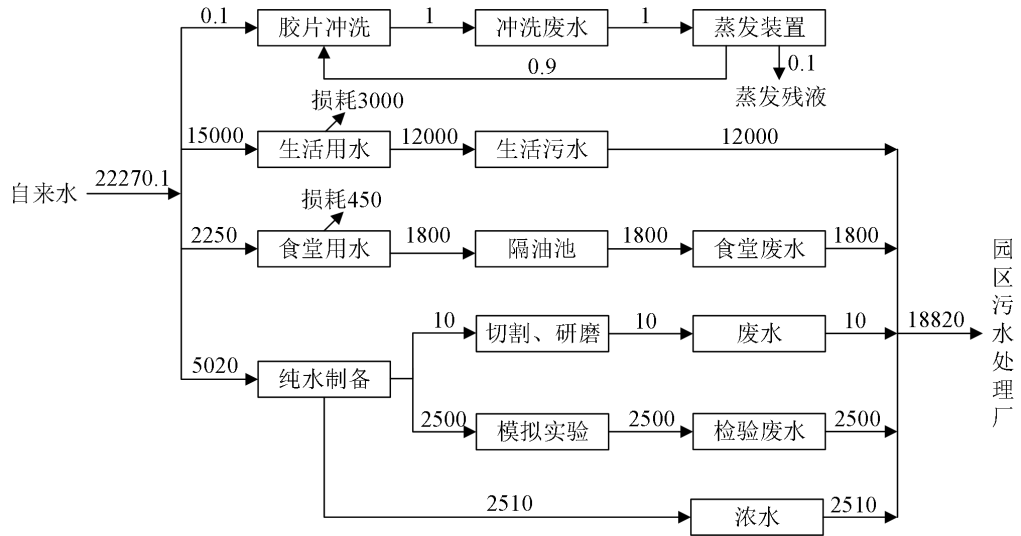 0.1
胶片冲洗
1
冲洗废水
1
蒸发装置
0.9
0.1
蒸发残液
损耗3000
15000
生活用水
12000
生活污水
12000
自来水
22270.1
损耗450
2250
食堂用水
1800
隔油池
1800
食堂废水
1800
10
切割、研磨
10
废水
10
18820
园区污水处理厂
5020
纯水制备
2500
模拟实验
2500
检验废水
2500
2510
浓水
2510